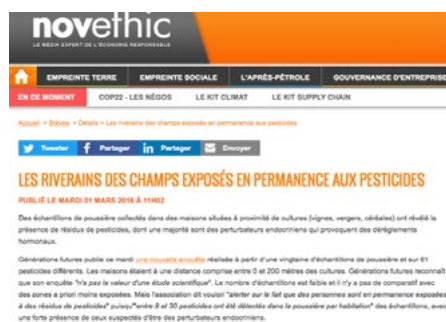 novethic
LE MÉDIA EXPERT DE L'ÉCONOMIE RESPONSABLE
EMPREINTE TERRE EMPREINTE SOCIALE L'APRÈS-PÉTROLE GOUVERNANCE D'ENTREPRISE
EN CE MOMENT COP22 - LES NÉGOS LE KIT CLIMAT LE KIT SUPPLY CHAIN
Accueil > Brèves > Détails > Les riverains des champs exposés en permanence aux pesticides
Tweeter Partager Partager Envoyer
LES RIVERAINS DES CHAMPS EXPOSÉS EN PERMANENCE AUX PESTICIDES
PUBLIÉ LE MARDI 01 MARS 2016 À 11H02
Des échantillons de poussière collectés dans des maisons situées à proximité de cultures (vignes, vergers, céréales) ont révélé la
présence de résidus de pesticides, dont une majorité sont des perturbateurs endocriniens qui provoquent des dérèglements
hormonaux.
Générations futures publie ce mardi une nouvelle enquête réalisée à partir d'une vingtaine d'échantillons de poussière et sur 61
pesticides différents. Les maisons étaient à une distance comprise entre 0 et 200 mètres des cultures. Générations futures reconnaît
que son enquête "n'a pas la valeur d'une étude scientifique". Le nombre d'échantillons est faible et il n'y a pas de comparatif avec
des zones a priori moins exposées. Mais l'association dit vouloir "alerter sur le fait que des personnes sont en permanence exposées
à des résidus de pesticides" puisqu'"entre 8 et 30 pesticides ont été détectés dans la poussière par habitation" des échantillons, avec
une forte présence de ceux suspectés d'être des perturbateurs endocriniens.